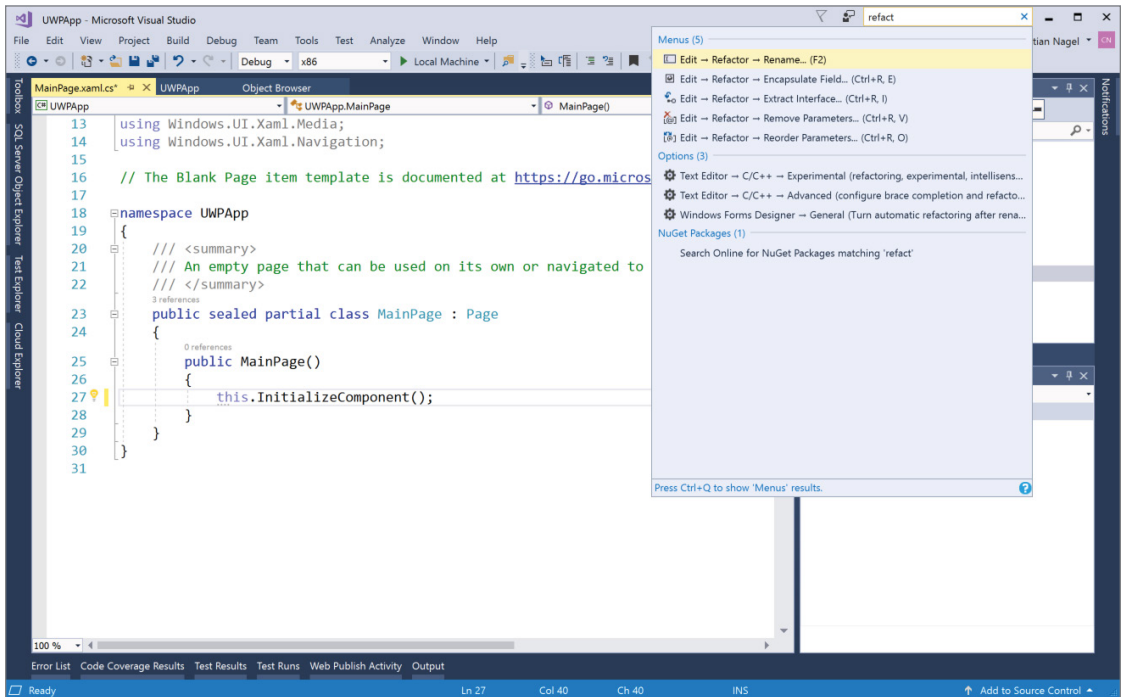 UWPApp - Microsoft Visual Studio
refact
File Edit View Project Build Debug Team Tools Test Analyze Window Help
tian Nagel CN
Debug x86 Local Machine
MainPage.xaml.cs* UWPApp Object Browser
C# UWPApp UWPApp.MainPage MainPage()
Toolbox
SQL Server Object Explorer
Test Explorer
Cloud Explorer
13 using Windows.UI.Xaml.Media;
14 using Windows.UI.Xaml.Navigation;
15
16 // The Blank Page item template is documented at https://go.micros
17
18 namespace UWPApp
19 {
20 /// <summary>
21 /// An empty page that can be used on its own or navigated to
22 /// </summary>
3 references
23 public sealed partial class MainPage : Page
24 {
0 references
25 public MainPage()
26 {
27 this.InitializeComponent();
28 }
29 }
30 }
31
Menus (5)
Edit → Refactor → Rename... (F2)
Edit → Refactor → Encapsulate Field... (Ctrl+R, E)
Edit → Refactor → Extract Interface... (Ctrl+R, I)
Edit → Refactor → Remove Parameters... (Ctrl+R, V)
Edit → Refactor → Reorder Parameters... (Ctrl+R, O)
Options (3)
Text Editor → C/C++ → Experimental (refactoring, experimental, intellisens...
Text Editor → C/C++ → Advanced (configure brace completion and refacto...
Windows Forms Designer → General (Turn automatic refactoring after rena...
NuGet Packages (1)
Search Online for NuGet Packages matching 'refact'
Press Ctrl+Q to show 'Menus' results.
Notifications
100 %
Error List Code Coverage Results Test Results Test Runs Web Publish Activity Output
Ready Ln 27 Col 40 Ch 40 INS Add to Source Control